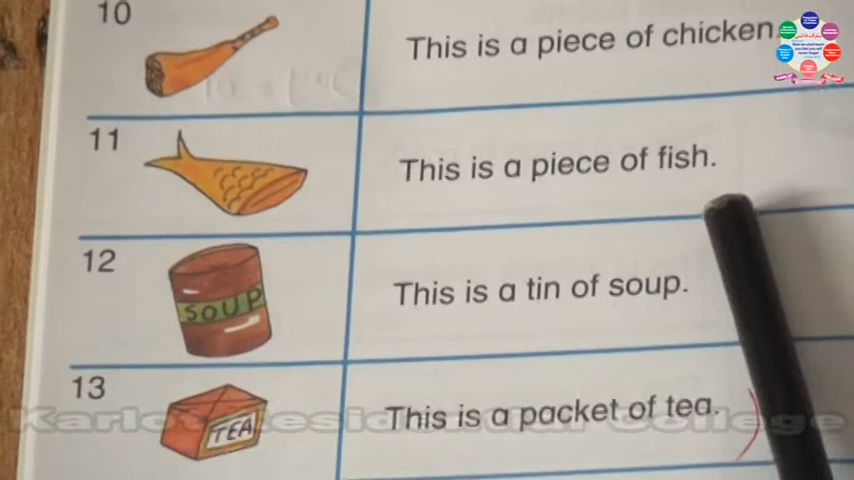 10
This is a piece of chicken
11
This is a piece of fish.
12
SOUP
This is a tin of soup.
13
TEA
This is a packet of tea.